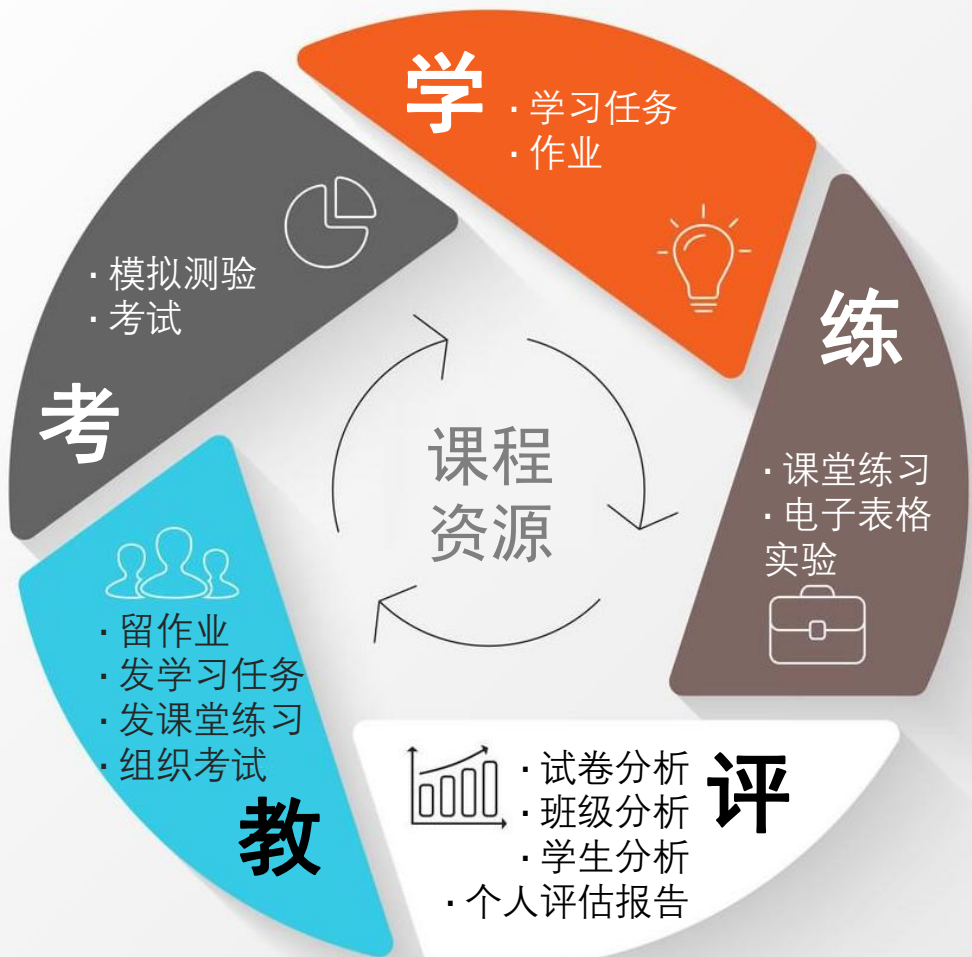 学
· 学习任务
· 作业
练
· 课堂练习
· 电子表格
实验
评
· 试卷分析
· 班级分析
· 学生分析
· 个人评估报告
教
· 留作业
· 发学习任务
· 发课堂练习
· 组织考试
考
· 模拟测验
· 考试
课程
资源